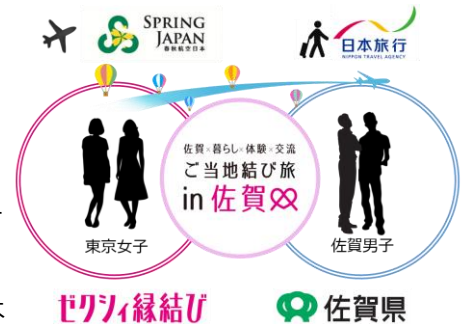 SPRING
JAPAN
春秋航空日本
日本旅行
NIPPON TRAVEL AGENCY
佐賀×暮らし×体験×交流
ご当地結び旅
in 佐賀
東京女子
佐賀男子
ゼクシィ縁結び
佐賀県